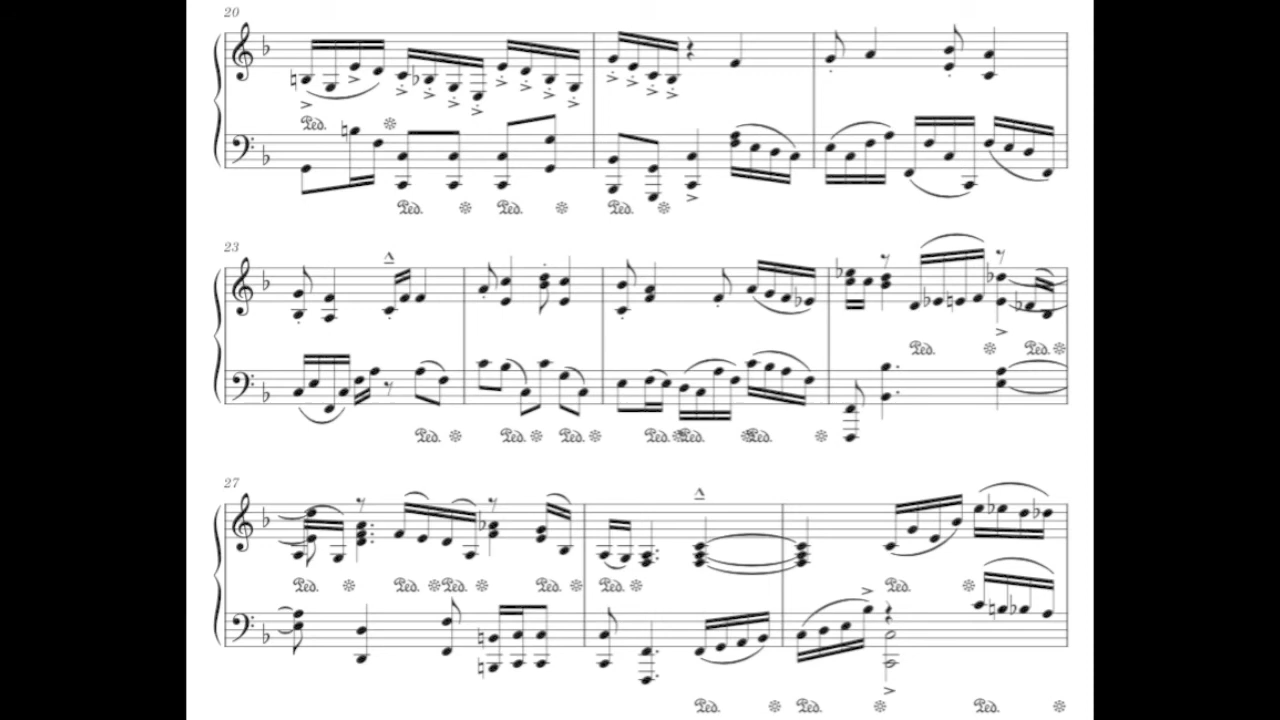 20
Ped. *
Ped. * Ped. * Ped. *
23
Ped. * Ped. *
Ped. * Ped. * Ped. * Ped. * Ped. * Ped. *
27
Ped. * Ped. * Ped. * Ped. * Ped. * Ped. *
Ped. * Ped. * Ped. *